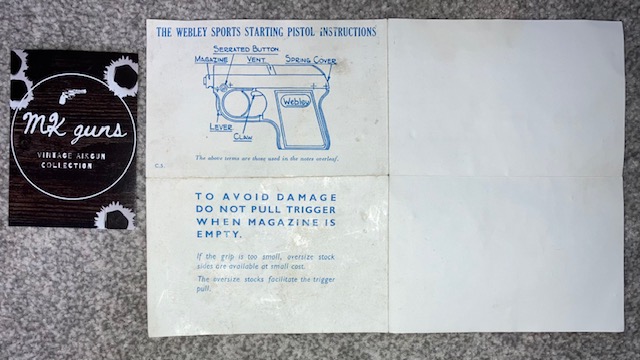 MK guns
VINTAGE AIRGUN
COLLECTION
THE WEBLEY SPORTS STARTING PISTOL INSTRUCTIONS
SERRATED BUTTON
MAGAZINE VENT SPRING COVER
Webley
LEVER
CLAW
The above terms are those used in the notes overleaf.
C.S.
TO AVOID DAMAGE
DO NOT PULL TRIGGER
WHEN MAGAZINE IS
EMPTY.
If the grip is too small, oversize stock
sides are available at small cost.
The oversize stocks facilitate the trigger
pull.